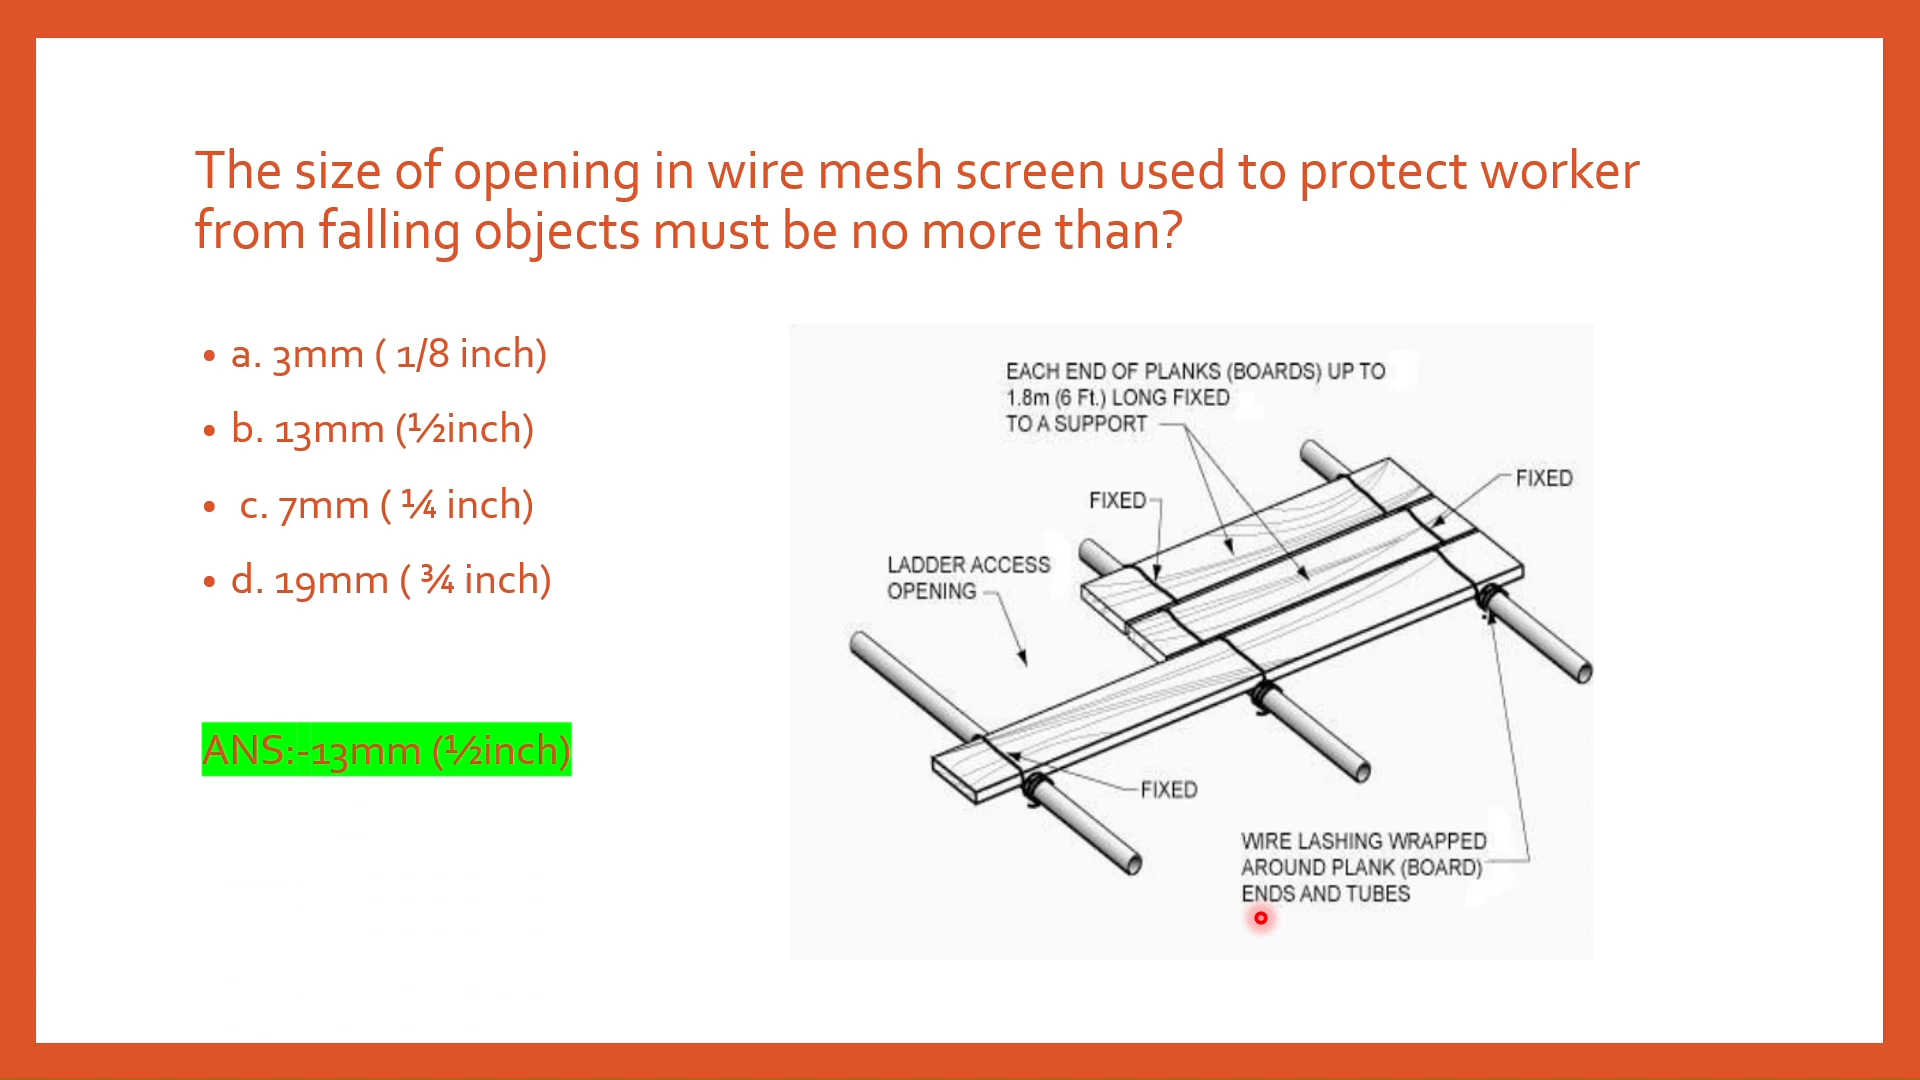 The size of opening in wire mesh screen used to protect worker
from falling objects must be no more than?
• a. 3mm ( 1/8 inch)
• b. 13mm (½inch)
• c. 7mm ( ¼ inch)
• d. 19mm ( ¾ inch)
ANS:-13mm (½inch)
EACH END OF PLANKS (BOARDS) UP TO
1.8m (6 Ft.) LONG FIXED
TO A SUPPORT
FIXED
FIXED
LADDER ACCESS
OPENING
FIXED
WIRE LASHING WRAPPED
AROUND PLANK (BOARD)
ENDS AND TUBES